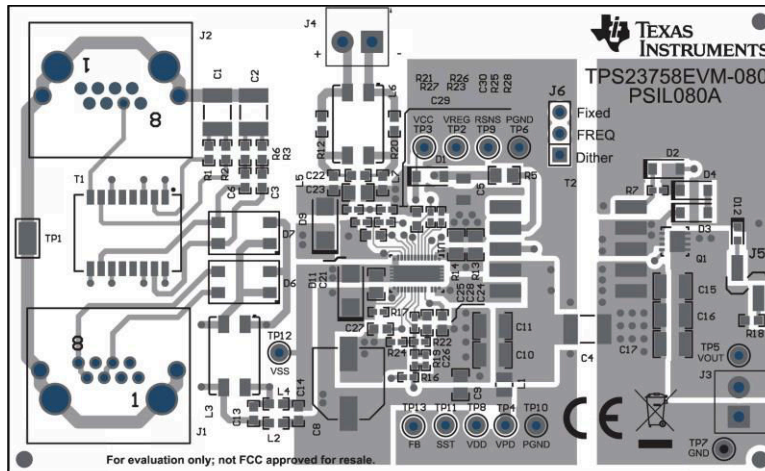 J2
1
8
C1
C2
J4
+
-
L6
R21
R27
R26
R23
C30
R25
R28
C29
TEXAS
INSTRUMENTS
TPS23758EVM-080
PSIL080A
J6
Fixed
FREQ
Dither
VCC
VREG
RSNS
PGND
TP3
TP2
TP9
TP6
R12
R20
R1
R2
R6
R3
T1
C6
C3
L5
C22
C23
L7
D1
C5
R5
T2
D2
R7
D4
D3
D12
TP1
D9
D7
D6
Q1
J5
D11
C21
R14
R13
C25
C28
C24
C15
C16
C17
R18
R17
C27
R24
R22
R19
C26
R16
C11
C10
C4
TP12
VSS
TP5
VOUT
8
1
J1
L3
C13
L4
L2
C14
C8
C9
L1
J3
TP13
TP11
TP8
TP4
TP10
FB
SST
VDD
VPD
PGND
CE
TP7
GND
For evaluation only; not FCC approved for resale.